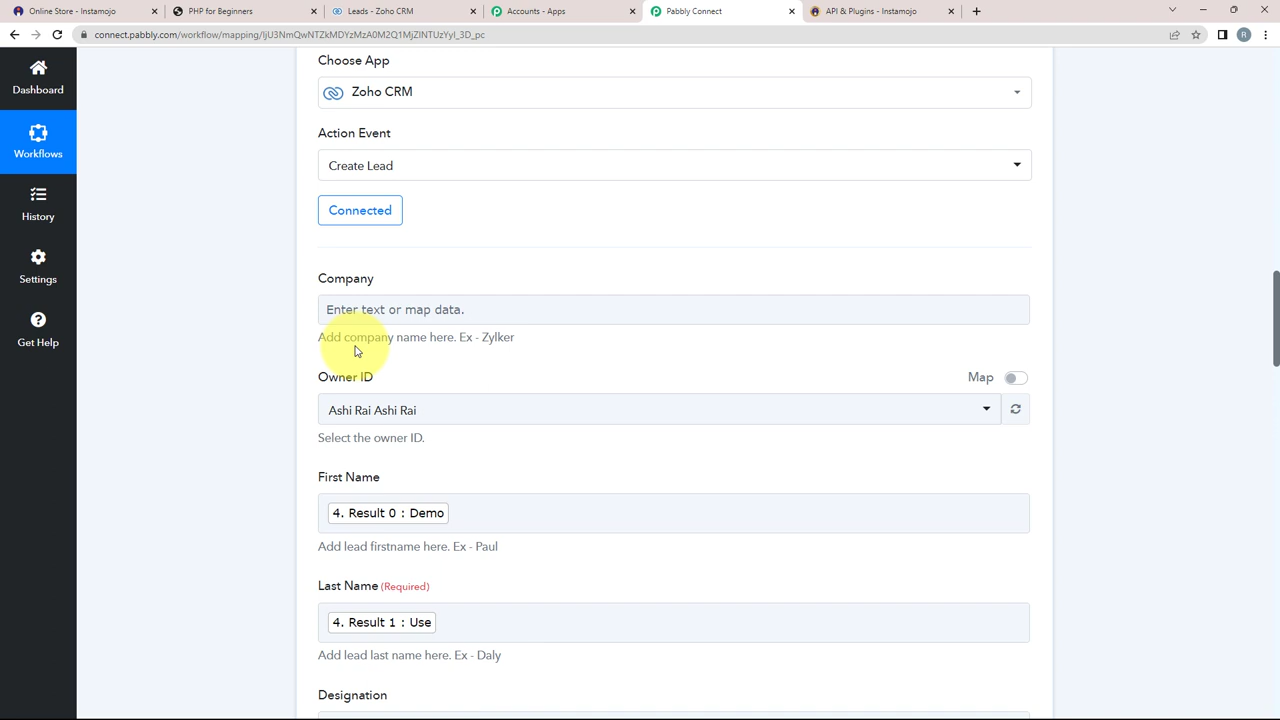 Online Store - Instamojo
PHP for Beginners
Leads - Zoho CRM
Accounts - Apps
Pabbly Connect
API & Plugins - Instamojo
connect.pabbly.com/workflow/mapping/IjU3NmQwNTZkMDYzMzA0M2Q1MjZlNTUzYyI_3D_pc
R
Dashboard
Workflows
History
Settings
Get Help
Choose App
Zoho CRM
Action Event
Create Lead
Connected
Company
Enter text or map data.
Add company name here. Ex - Zylker
Owner ID
Map
Ashi Rai Ashi Rai
Select the owner ID.
First Name
4. Result 0 : Demo
Add lead firstname here. Ex - Paul
Last Name (Required)
4. Result 1 : Use
Add lead last name here. Ex - Daly
Designation